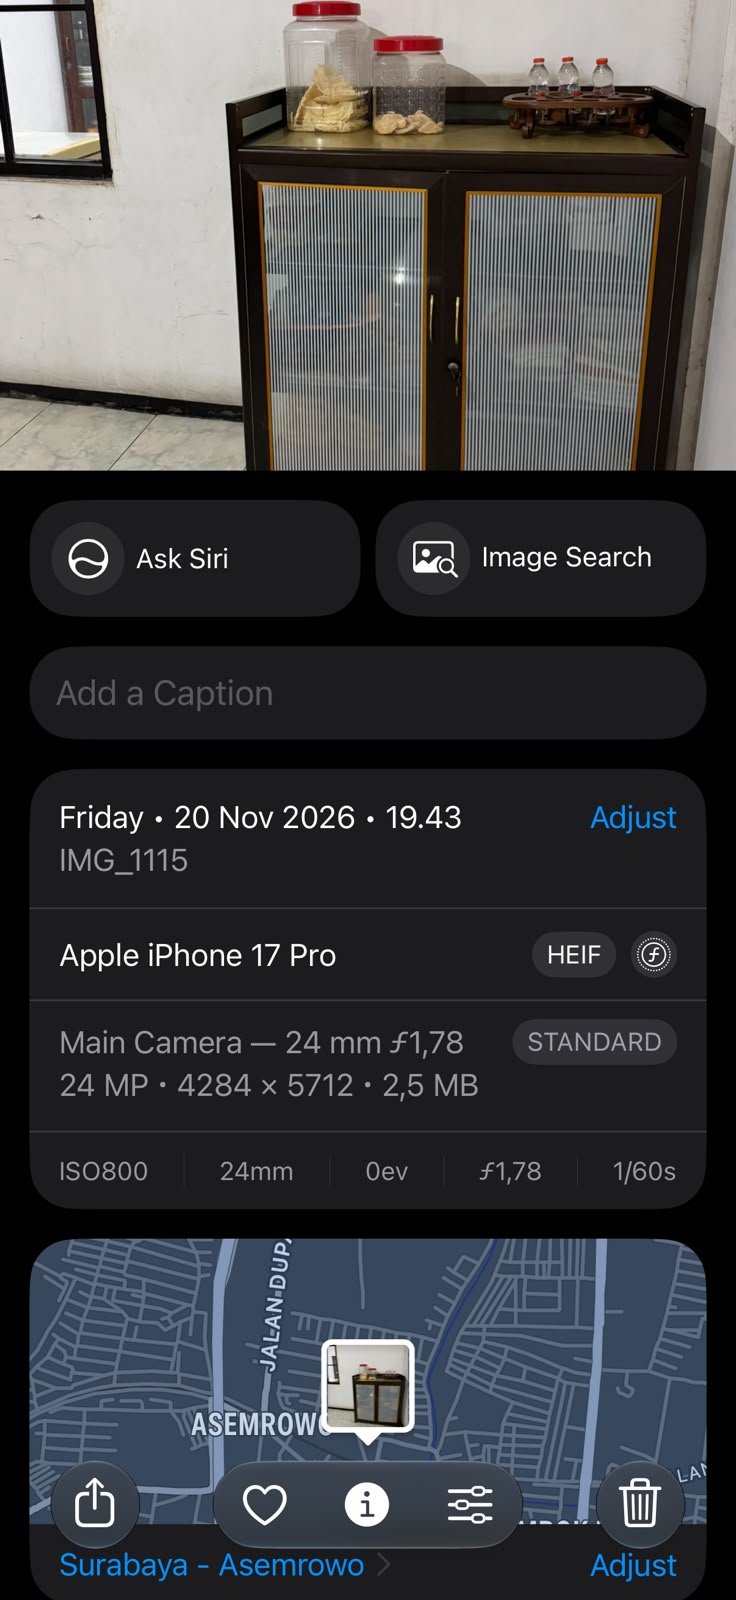 Ask Siri
Image Search
Add a Caption
Friday • 20 Nov 2026 • 19.43
Adjust
IMG_1115
Apple iPhone 17 Pro
HEIF
Main Camera — 24 mm ƒ1,78
STANDARD
24 MP • 4284 × 5712 • 2,5 MB
ISO800
24mm
0ev
ƒ1,78
1/60s
JALAN DUPA
ASEMROWO
Surabaya - Asemrowo
Adjust